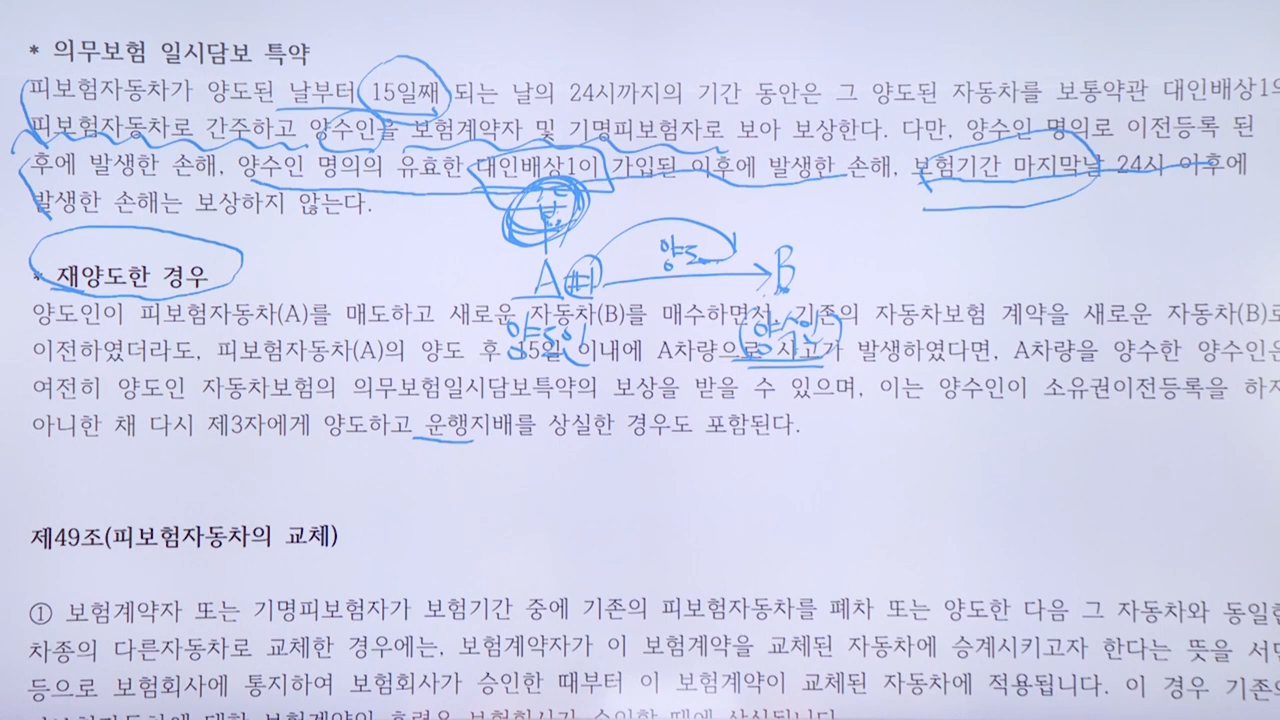 * 의무보험 일시담보 특약
피보험자동차가 양도된 날부터 15일째 되는 날의 24시까지의 기간 동안은 그 양도된 자동차를 보통약관 대인배상1의
피보험자동차로 간주하고 양수인을 보험계약자 및 기명피보험자로 보아 보상한다. 다만, 양수인 명의로 이전등록 된
후에 발생한 손해, 양수인 명의의 유효한 대인배상1이 가입된 이후에 발생한 손해, 보험기간 마지막날 24시 이후에
발생한 손해는 보상하지 않는다.
양도
A #1 B
* 재양도한 경우
양도인이 피보험자동차(A)를 매도하고 새로운 자동차(B)를 매수하면서, 기존의 자동차보험 계약을 새로운 자동차(B)로
양도인 양수인
이전하였더라도, 피보험자동차(A)의 양도 후 15일 이내에 A차량으로 사고가 발생하였다면, A차량을 양수한 양수인은
여전히 양도인 자동차보험의 의무보험일시담보특약의 보상을 받을 수 있으며, 이는 양수인이 소유권이전등록을 하지
아니한 채 다시 제3자에게 양도하고 운행지배를 상실한 경우도 포함된다.
제49조(피보험자동차의 교체)
① 보험계약자 또는 기명피보험자가 보험기간 중에 기존의 피보험자동차를 폐차 또는 양도한 다음 그 자동차와 동일한
차종의 다른자동차로 교체한 경우에는, 보험계약자가 이 보험계약을 교체된 자동차에 승계시키고자 한다는 뜻을 서면
등으로 보험회사에 통지하여 보험회사가 승인한 때부터 이 보험계약이 교체된 자동차에 적용됩니다. 이 경우 기존의